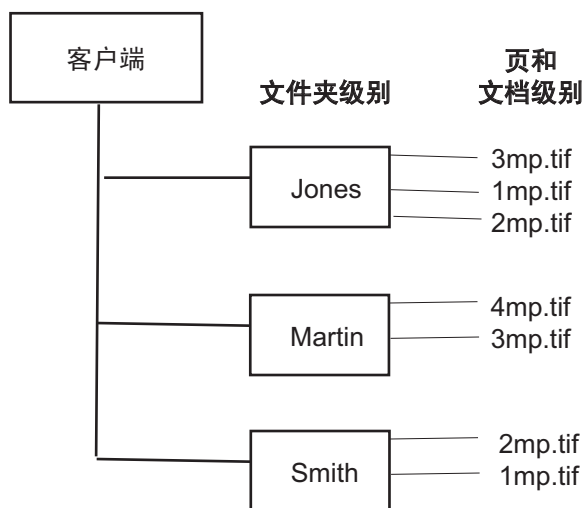 客户端
文件夹级别
页和
文档级别
Jones
3mp.tif
1mp.tif
2mp.tif
Martin
4mp.tif
3mp.tif
Smith
2mp.tif
1mp.tif